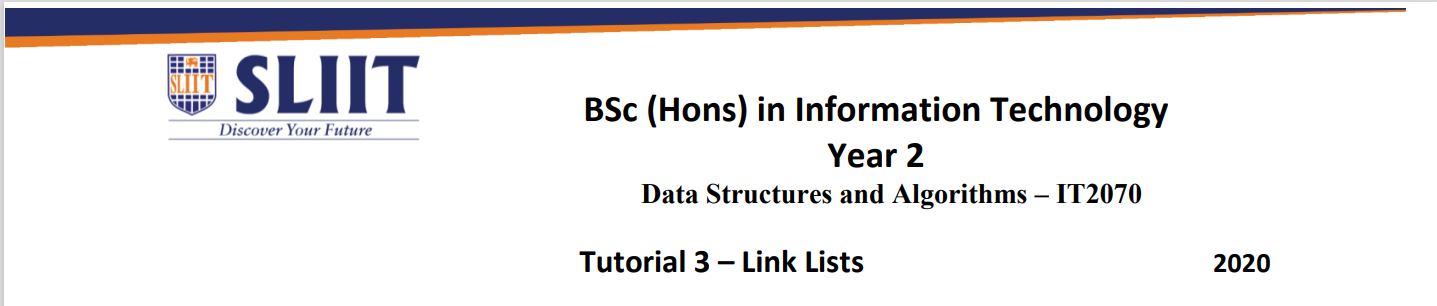 SLIIT
SLIIT
Discover Your Future
BSc (Hons) in Information Technology
Year 2
Data Structures and Algorithms – IT2070
Tutorial 3 – Link Lists 2020